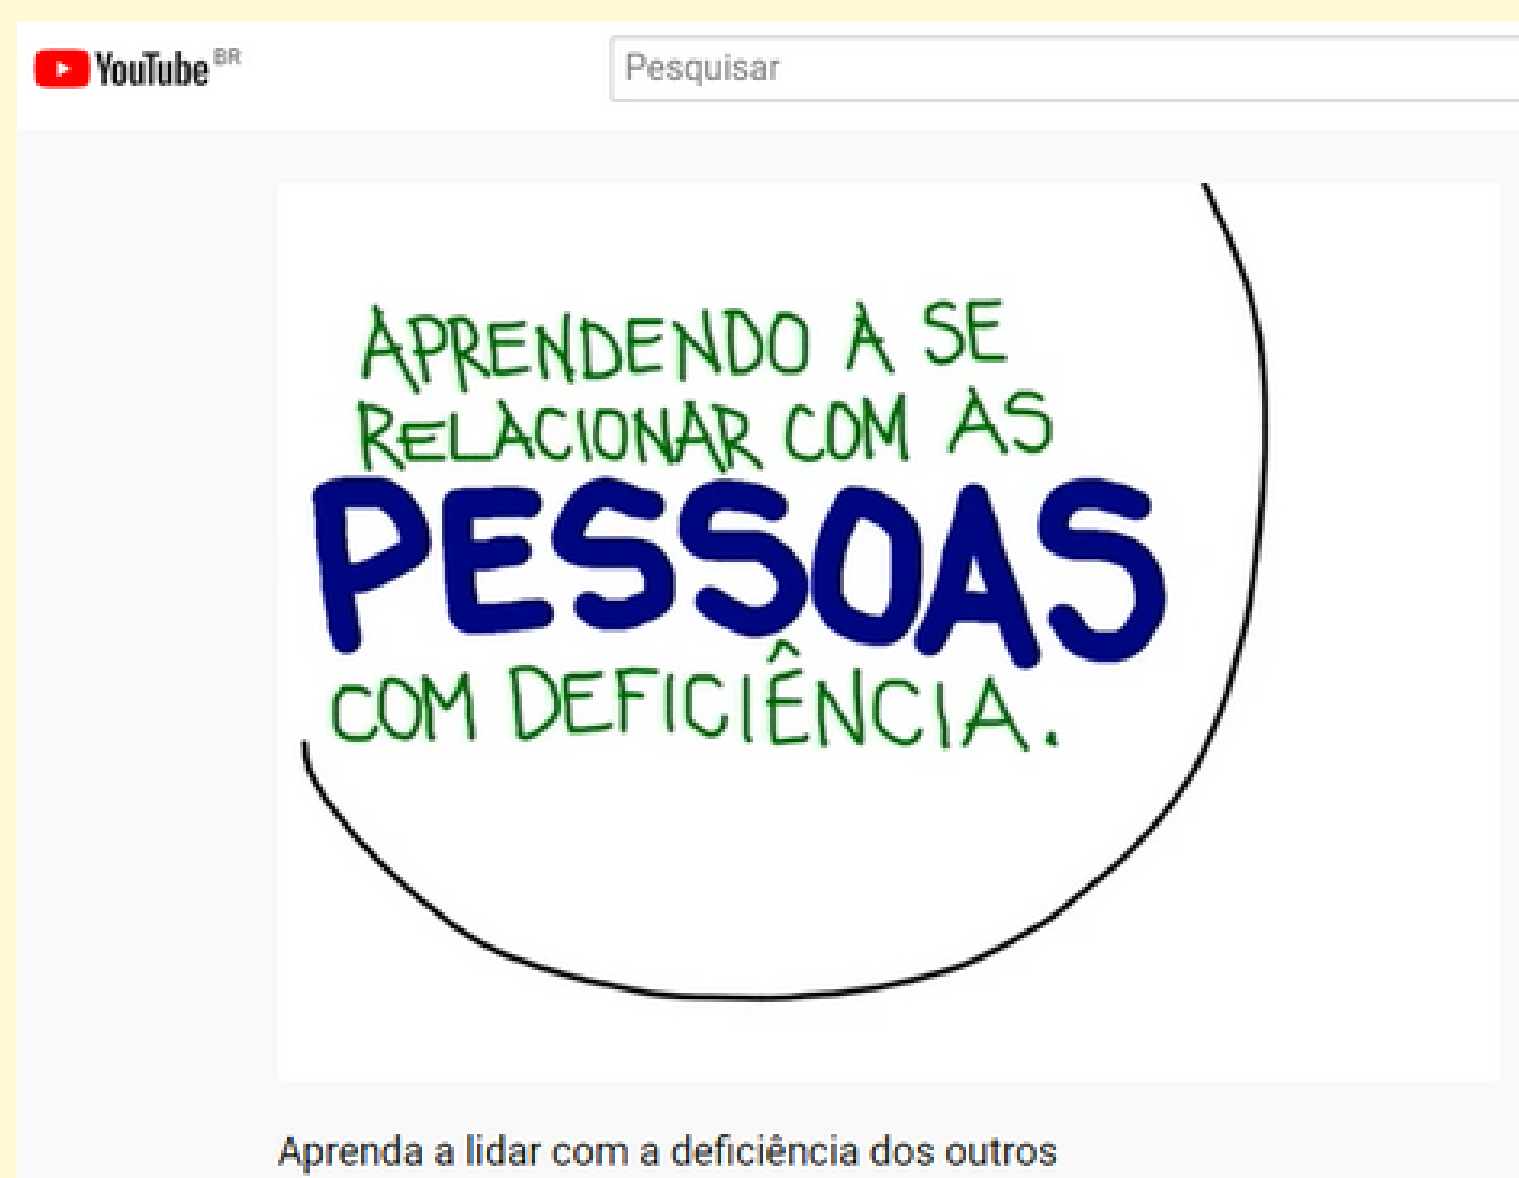 YouTube BR
Pesquisar
APRENDENDO A SE
RELACIONAR COM AS
PESSOAS
COM DEFICIÊNCIA.
Aprenda a lidar com a deficiência dos outros